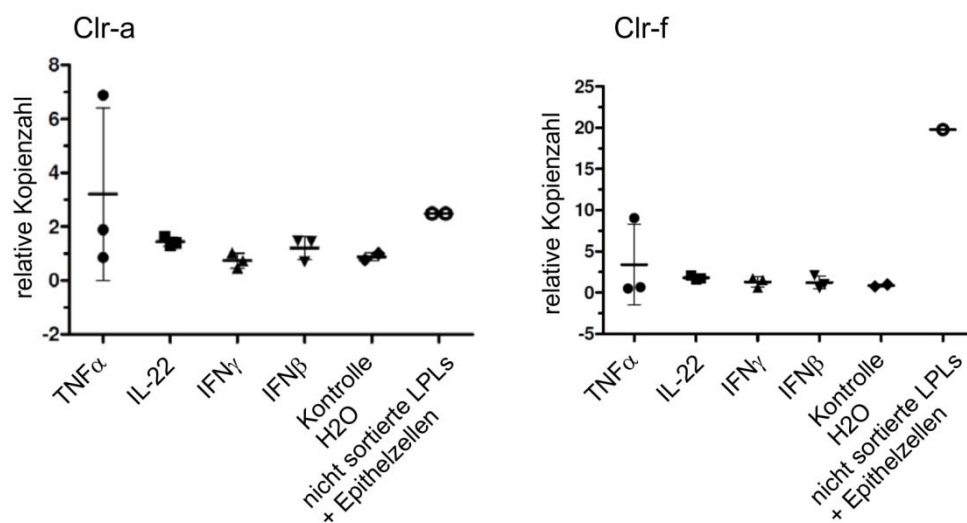 Clr-a
relative Kopienzahl
8
6
4
2
0
-2
TNFα
IL-22
IFNγ
IFNβ
Kontrolle
H2O
nicht sortierte LPLs
+ Epithelzellen
Clr-f
relative Kopienzahl
25
20
15
10
5
0
-5
TNFα
IL-22
IFNγ
IFNβ
Kontrolle
H2O
nicht sortierte LPLs
+ Epithelzellen